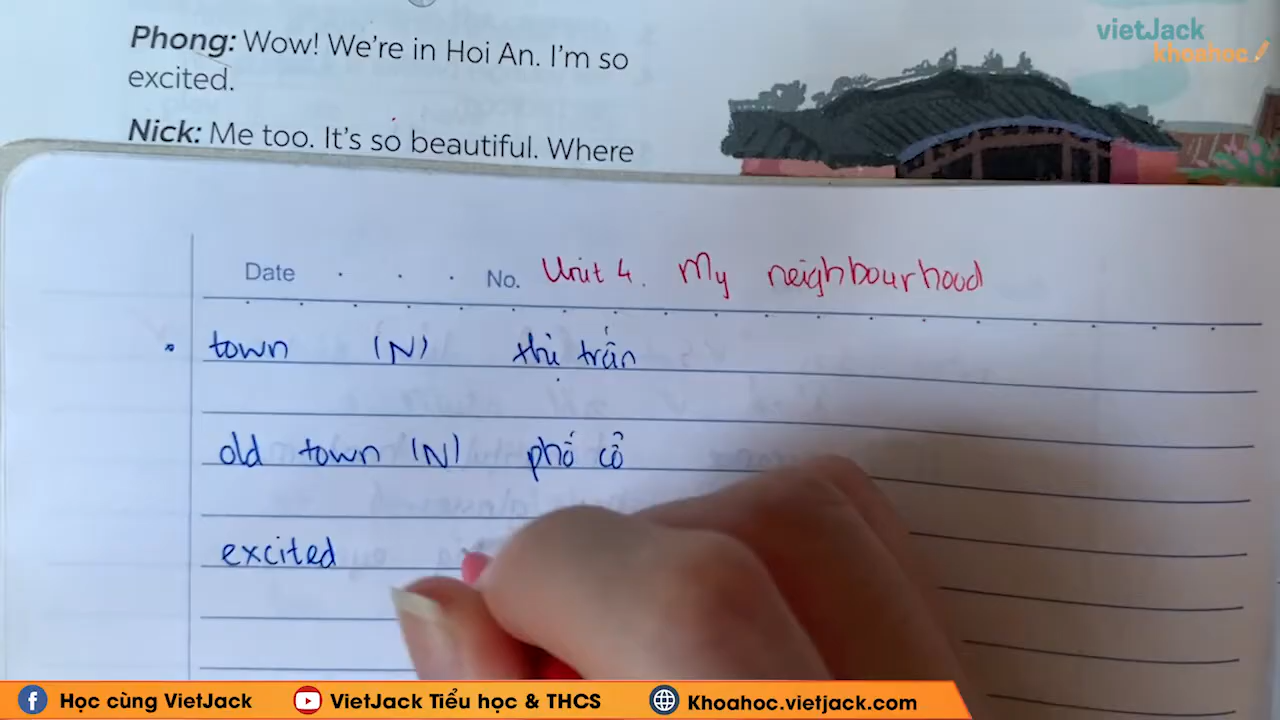 vietJack
khoahoc
Phong: Wow! We're in Hoi An. I'm so
excited.
Nick: Me too. It's so beautiful. Where
Date . . . No. Unit 4. My neighbourhood
town (N) thị trấn
old town (N) phố cổ
excited
Học cùng VietJack
VietJack Tiểu học & THCS
Khoahoc.vietjack.com